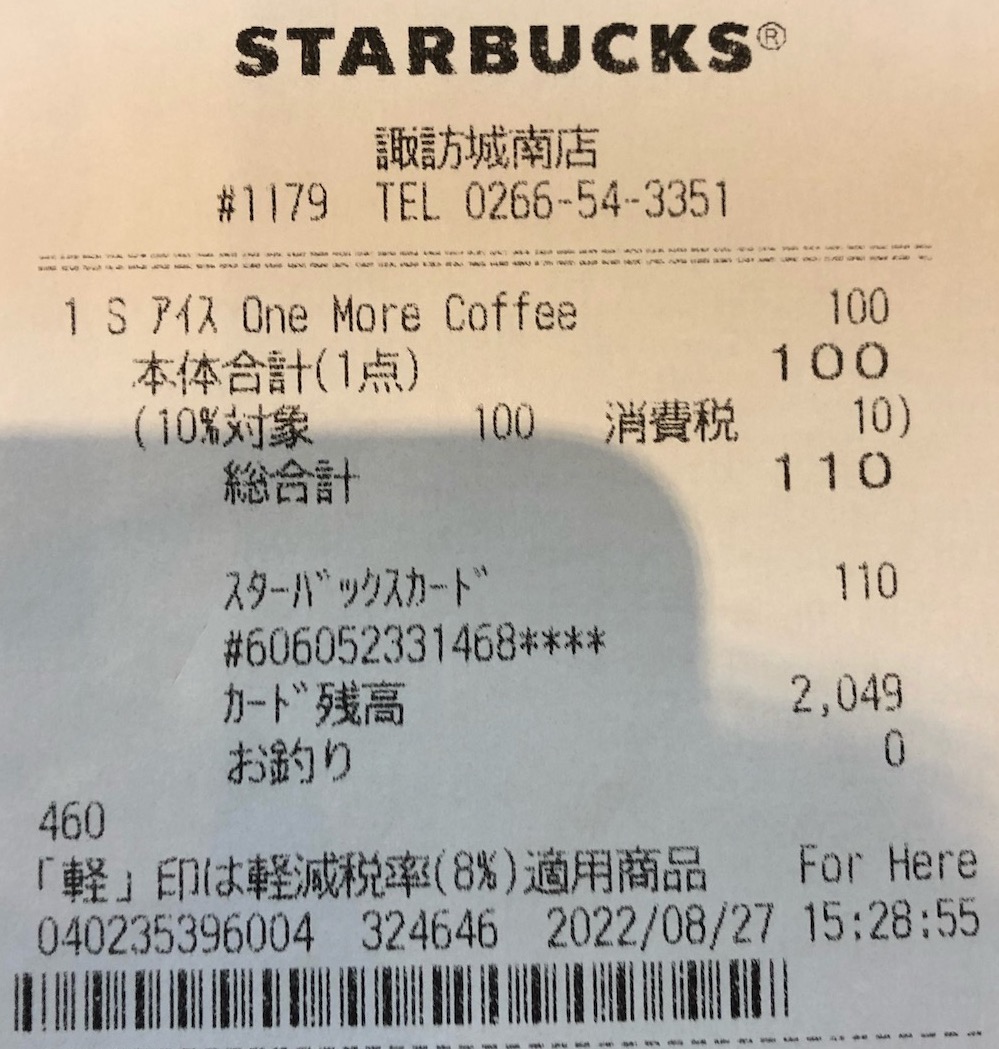 STARBUCKS®
諏訪城南店
#1179 TEL 0266-54-3351
1 S ｱｲｽ One More Coffee 100
本体合計(1点) 100
(10%対象 100 消費税 10)
総合計 110
ｽﾀｰﾊﾞｯｸｽｶｰﾄﾞ 110
#606052331468****
ｶｰﾄﾞ残高 2,049
お釣り 0
460
「軽」印は軽減税率(8%)適用商品 For Here
040235396004 324646 2022/08/27 15:28:55